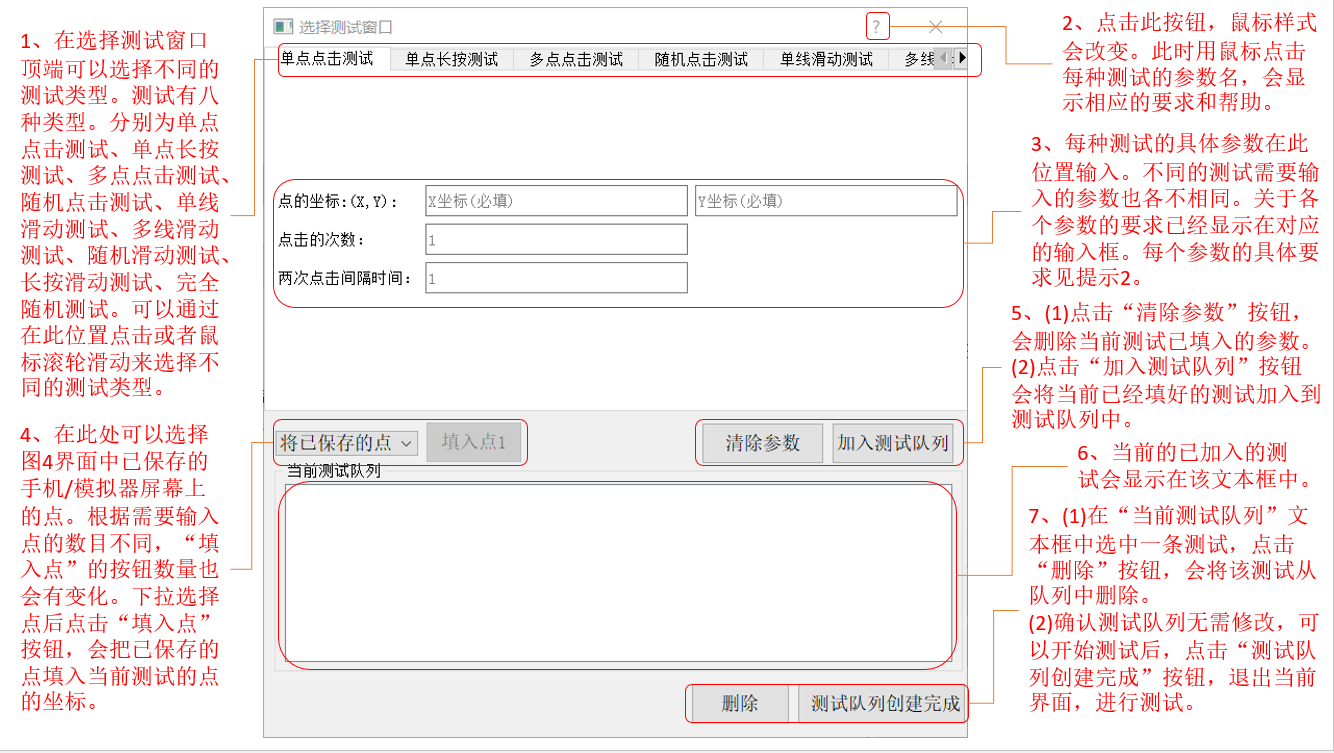 1、在选择测试窗口
顶端可以选择不同的
测试类型。测试有八
种类型。分别为单点
点击测试、单点长按
测试、多点点击测试、
随机点击测试、单线
滑动测试、多线滑动
测试、随机滑动测试、
长按滑动测试、完全
随机测试。可以通过
在此位置点击或者鼠
标滚轮滑动来选择不
同的测试类型。
4、在此处可以选择
图4界面中已保存的
手机/模拟器屏幕上
的点。根据需要输入
点的数目不同，“填
入点”的按钮数量也
会有变化。下拉选择
点后点击“填入点”
按钮，会把已保存的
点填入当前测试的点
的坐标。
选择测试窗口
?
单点点击测试 单点长按测试 多点点击测试 随机点击测试 单线滑动测试 多线
点的坐标:(X,Y): X坐标(必填) Y坐标(必填)
点击的次数: 1
两次点击间隔时间: 1
将已保存的点 填入点1 清除参数 加入测试队列
当前测试队列
删除 测试队列创建完成
2、点击此按钮，鼠标样式
会改变。此时用鼠标点击
每种测试的参数名，会显
示相应的要求和帮助。
3、每种测试的具体参数在此
位置输入。不同的测试需要输
入的参数也各不相同。关于各
个参数的要求已经显示在对应
的输入框。每个参数的具体要
求见提示2。
5、(1)点击“清除参数”按钮，
会删除当前测试已填入的参数。
(2)点击“加入测试队列”按钮
会将当前已经填好的测试加入到
测试队列中。
6、当前的已加入的测
试会显示在该文本框中。
7、(1)在“当前测试队列”文
本框中选中一条测试，点击
“删除”按钮，会将该测试从
队列中删除。
(2)确认测试队列无需修改，可
以开始测试后，点击“测试队
列创建完成”按钮，退出当前
界面，进行测试。